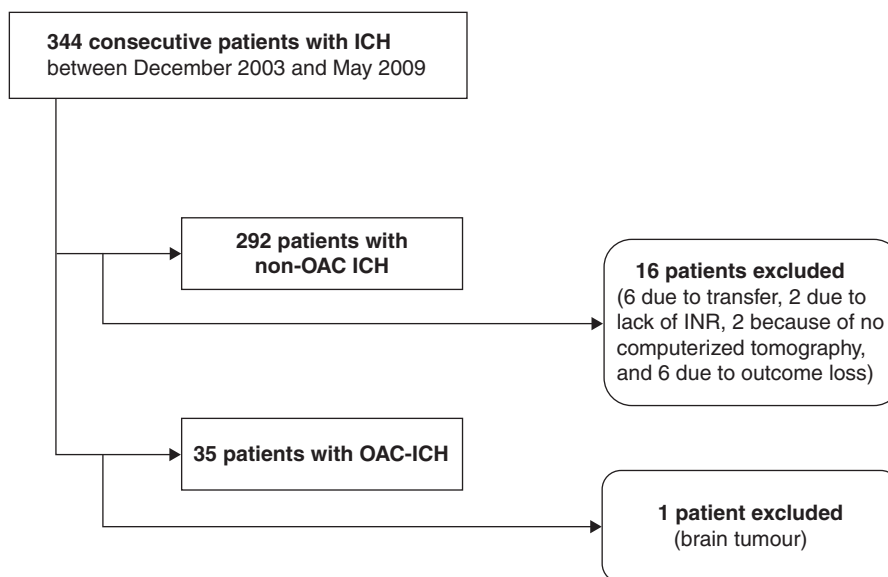 344 consecutive patients with ICH
between December 2003 and May 2009
292 patients with
non-OAC ICH
16 patients excluded
(6 due to transfer, 2 due to
lack of INR, 2 because of no
computerized tomography,
and 6 due to outcome loss)
35 patients with OAC-ICH
1 patient excluded
(brain tumour)